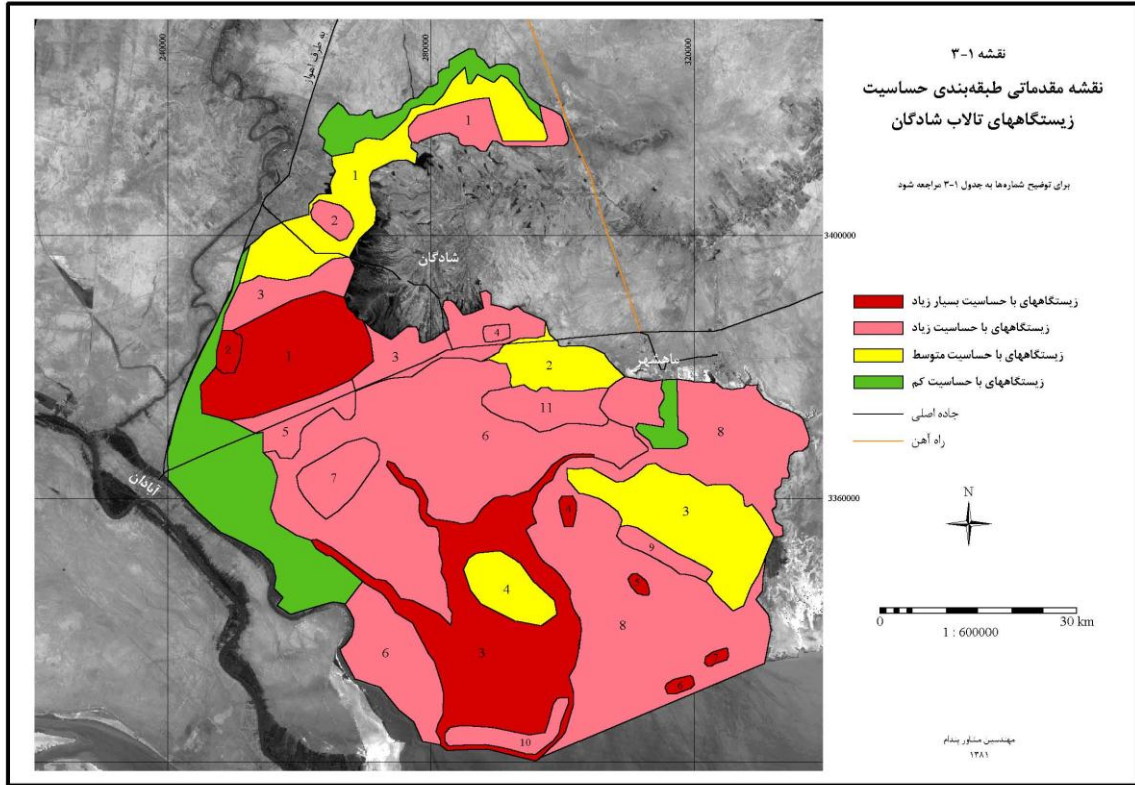 نقشه ۱-۳
نقشه مقدماتی طبقه‌بندی حساسیت
زیستگاههای تالاب شادگان
برای توضیح شماره‌ها به جدول ۱-۳ مراجعه شود
زیستگاههای با حساسیت بسیار زیاد
زیستگاههای با حساسیت زیاد
زیستگاههای با حساسیت متوسط
زیستگاههای با حساسیت کم
جاده اصلی
راه آهن
N
0 30 km
1 : 600000
مهندسین مشاور پندام
۱۳۸۱
240000
280000
320000
3400000
3360000
به طرف اهواز
شادگان
ماهشهر
آبادان
1
1
2
3
2
1
3
4
2
11
5
6
8
7
4
3
9
4
8
6
3
10